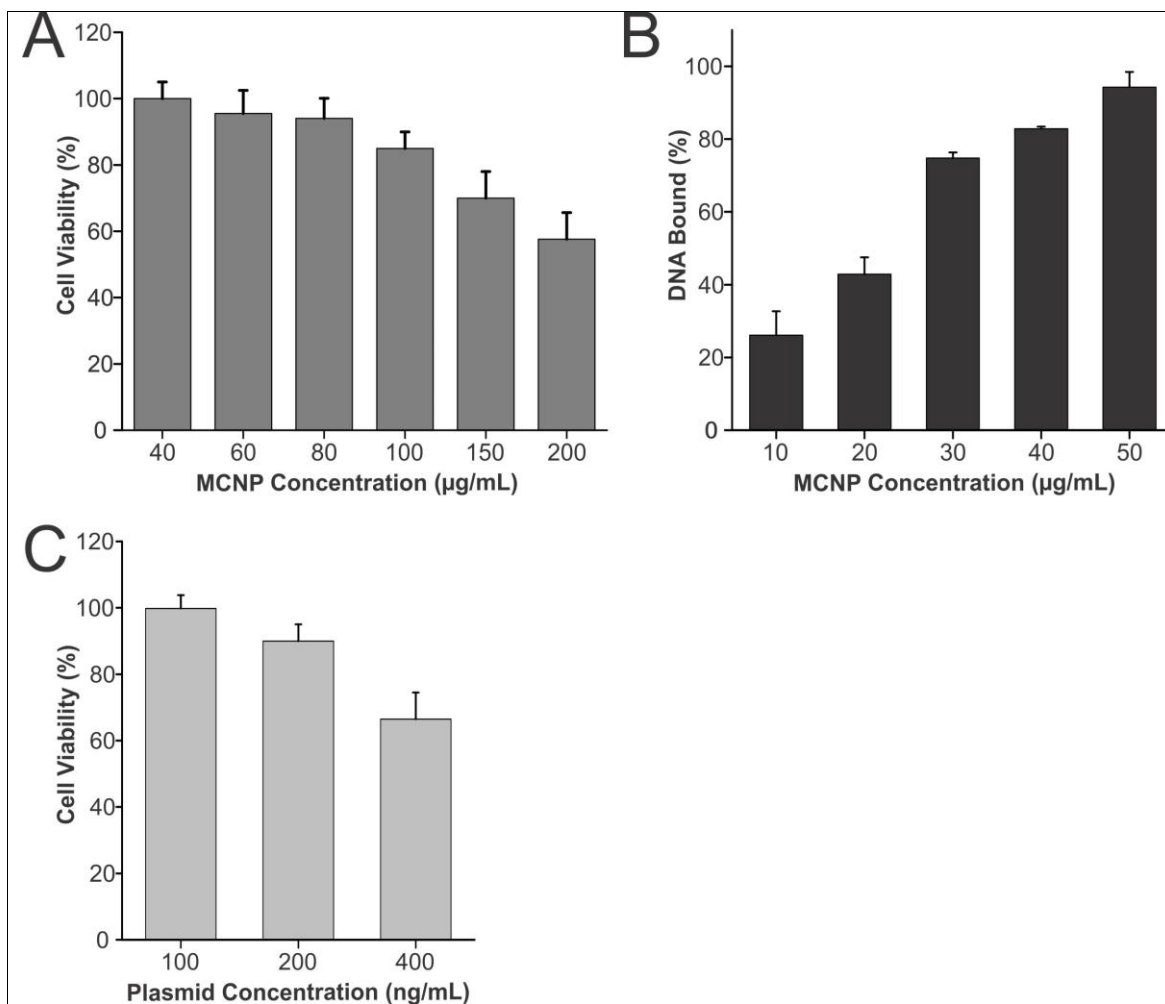 A
120
100
80
60
40
20
0
Cell Viability (%)
40 60 80 100 150 200
MCNP Concentration (µg/mL)
B
100
80
60
40
20
0
DNA Bound (%)
10 20 30 40 50
MCNP Concentration (µg/mL)
C
120
100
80
60
40
20
0
Cell Viability (%)
100 200 400
Plasmid Concentration (ng/mL)